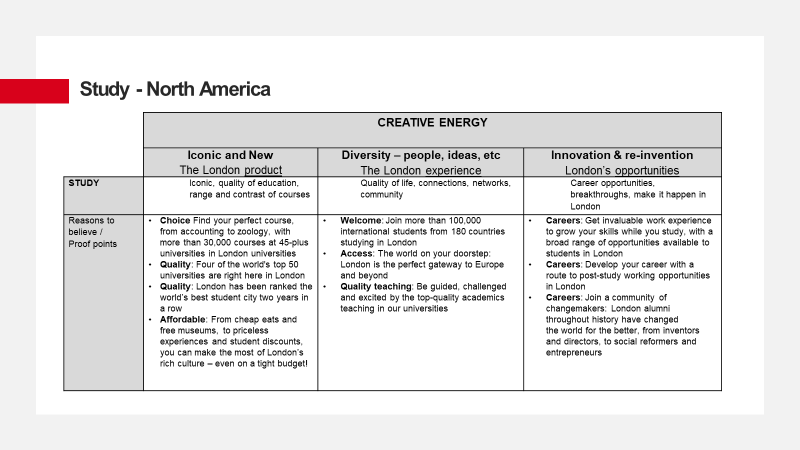 Study - North America
CREATIVE ENERGY
Iconic and New
The London product
Diversity – people, ideas, etc
The London experience
Innovation & re-invention
London's opportunities
STUDY
Iconic, quality of education,
range and contrast of courses
Quality of life, connections, networks,
community
Career opportunities,
breakthroughs, make it happen in
London
Reasons to
believe /
Proof points
• Choice Find your perfect course,
from accounting to zoology, with
more than 30,000 courses at 45-plus
universities in London universities
• Quality: Four of the world's top 50
universities are right here in London
• Quality: London has been ranked the
world's best student city two years in
a row
• Affordable: From cheap eats and
free museums, to priceless
experiences and student discounts,
you can make the most of London's
rich culture – even on a tight budget!
• Welcome: Join more than 100,000
international students from 180 countries
studying in London
• Access: The world on your doorstep:
London is the perfect gateway to Europe
and beyond
• Quality teaching: Be guided, challenged
and excited by the top-quality academics
teaching in our universities
• Careers: Get invaluable work experience
to grow your skills while you study, with a
broad range of opportunities available to
students in London
• Careers: Develop your career with a
route to post-study working opportunities
in London
• Careers: Join a community of
changemakers: London alumni
throughout history have changed
the world for the better, from inventors
and directors, to social reformers and
entrepreneurs